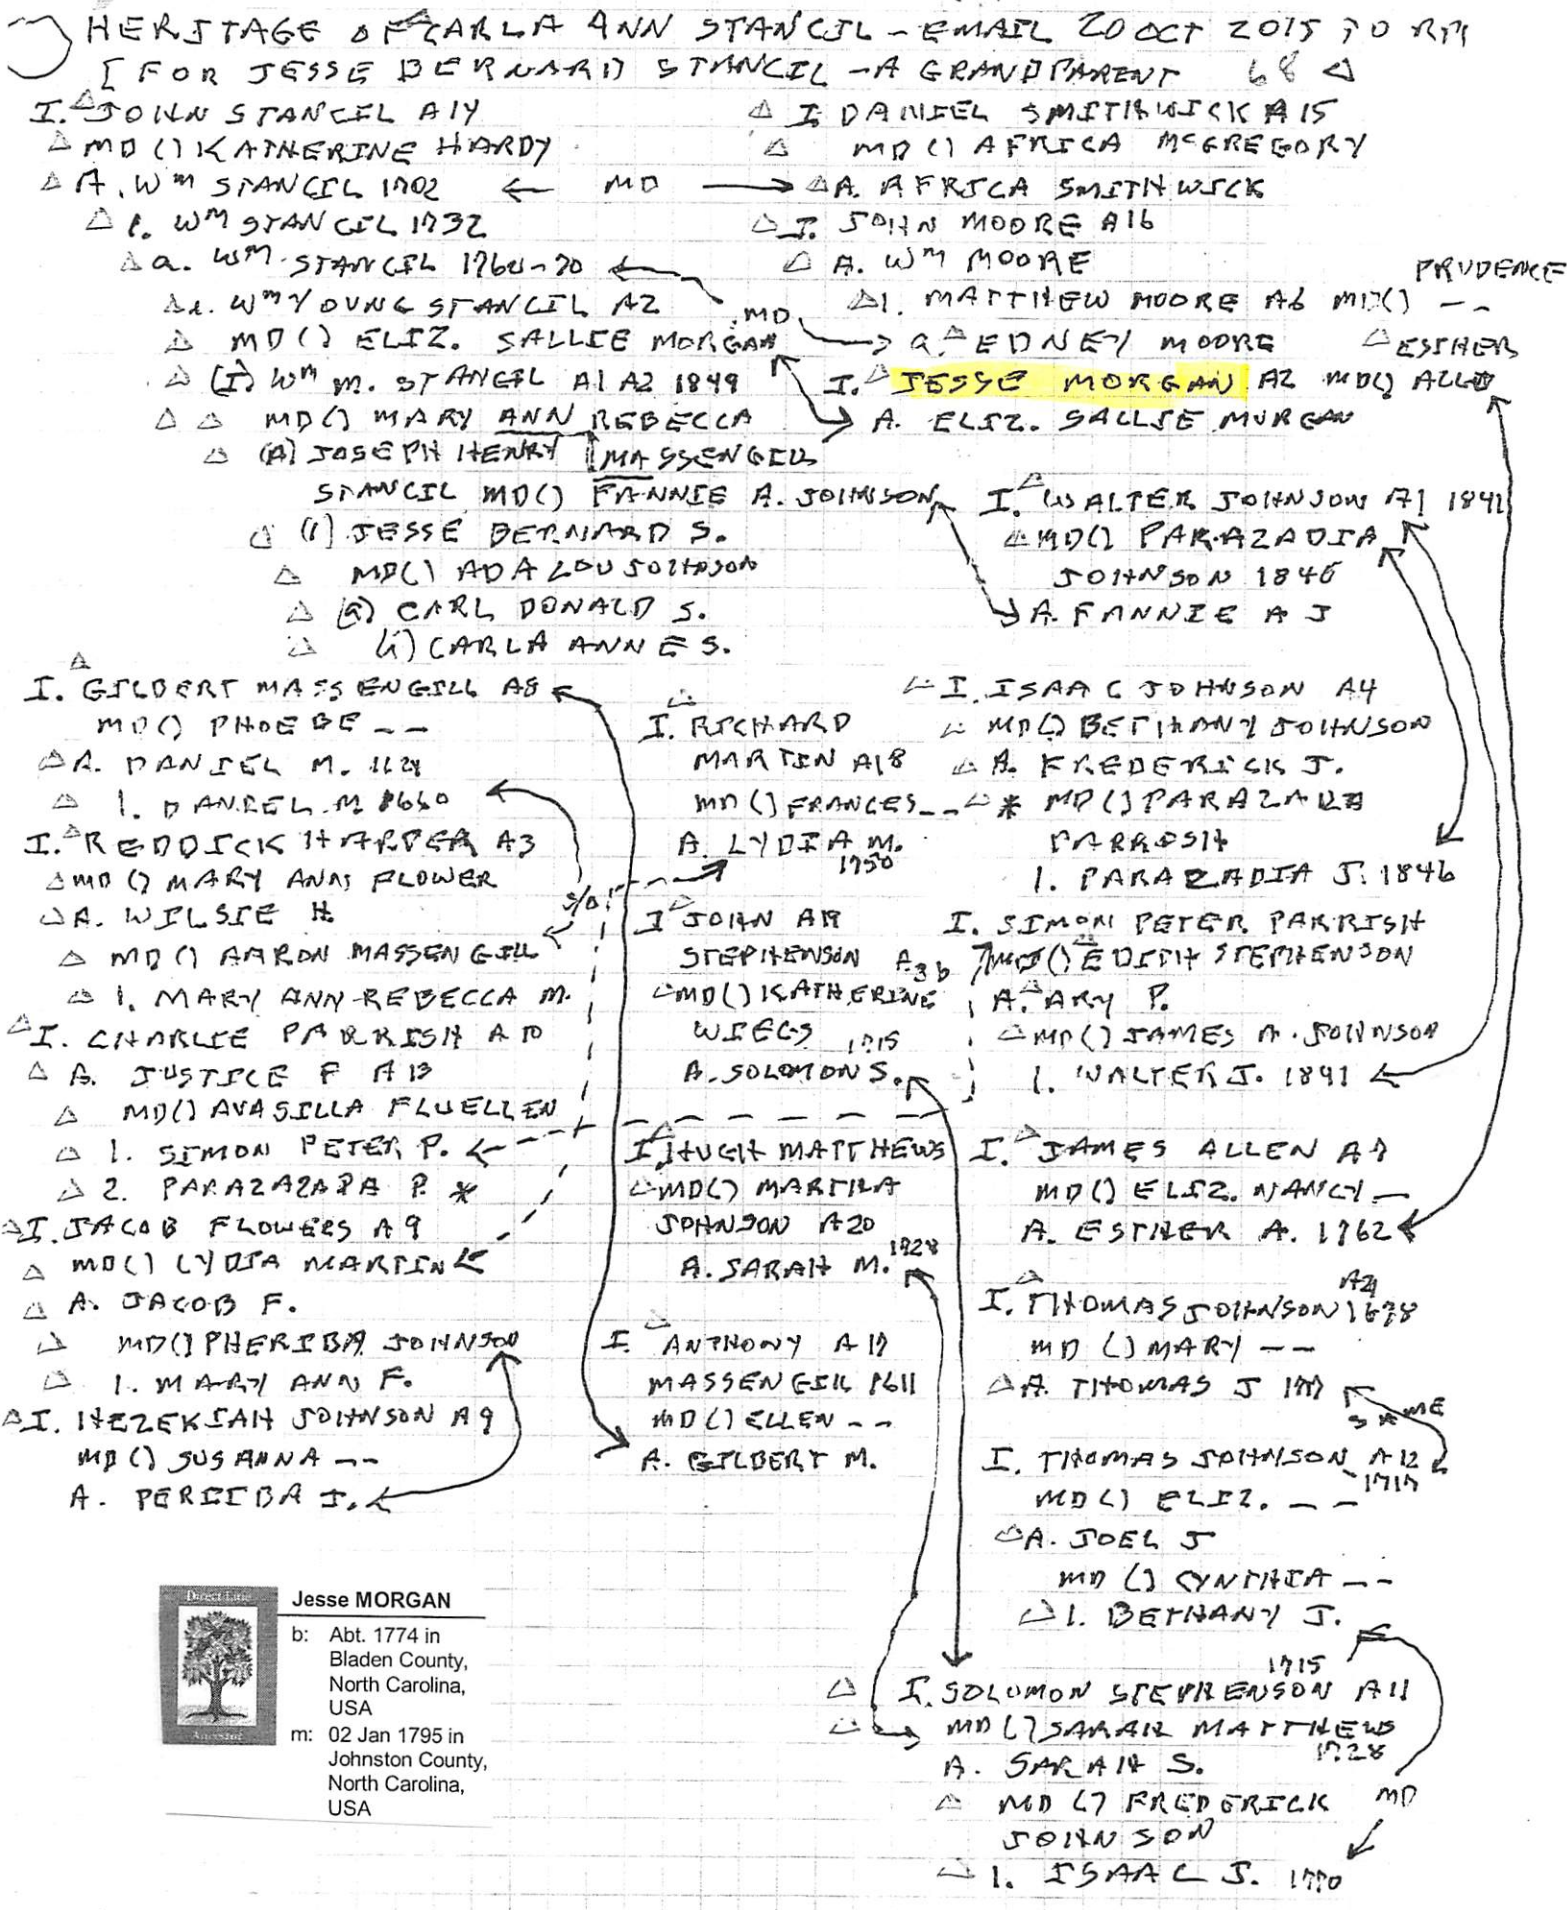 HERITAGE OF CARLA ANN STANCIL - EMAIL 20 OCT 2015 TO
[FOR JESSE BERNARD STANCIL - A GRANDPARENT 68
I. JOHN STANCIL A14
MD () KATHERINE HARDY
A. Wm STANCIL 1702 ← MD →
1. Wm STANCIL 1732
a. Wm STANCIL 1760-70
i. Wm YOUNG STANCIL A2
MD () ELIZ. SALLIE MORGAN
(I) Wm M. STANCIL A1 A2 1849
MD () MARY ANN REBECCA
MASSENGILL
(A) JOSEPH HENRY
STANCIL MD () FANNIE A. JOHNSON
(1) JESSE BERNARD S.
MD () ADA LOU JOHNSON
(a) CARL DONALD S.
(i) CARLA ANNE S.
I. DANIEL SMITHWICK A15
MD () AFRICA McGREGORY
A. AFRICA SMITHWICK
I. JOHN MOORE A16
A. Wm MOORE
1. MATTHEW MOORE A6 MD () PRUDENCE --
MD
a. EDNEY MOORE
I. JESSE MORGAN A2 MD () ESTHER ALLEN
A. ELIZ. SALLIE MORGAN
I. WALTER JOHNSON A1 1841
MD () PARAZADIA
JOHNSON 1846
A. FANNIE A J
I. GILBERT MASSENGILL A8
MD () PHOEBE --
A. DANIEL M.
1. DANIEL M
I. REDDICK HARPER A3
MD () MARY ANN FLOWER
A. WILSIE H.
MD () AARON MASSENGILL
1. MARY ANN REBECCA M.
S/O
I. CHARLIE PARRISH A10
A. JUSTICE P A13
MD () AVASILLA FLUELLEN
1. SIMON PETER P.
2. P. *
I. JACOB FLOWERS A9
MD () LYDIA MARTIN
A. JACOB F.
MD () PHERIBA JOHNSON
1. MARY ANN F.
I. HEZEKIAH JOHNSON A9
MD () SUSANNA --
A. PERIIBA J.
I. RICHARD
MARTIN A18
MD () FRANCES --
A. LYDIA M.
1750
I JOHN A19
STEPHENSON A3b
MD () KATHERINE
WIEGS
1715
A. SOLOMON S.
I. HUGH MATTHEWS
MD () MARTHA
JOHNSON A20
A. SARAH M. 1728
I. ANTHONY A17
MASSENGILL 1611
MD () ELLEN --
A. GILBERT M.
I. ISAAC JOHNSON A4
MD () BETHANY JOHNSON
A. FREDERICK J.
* MD ()
PARRISH
1. PARAZADIA J. 1846
I. SIMON PETER PARRISH
MD () EDITH STEPHENSON
A. ARY P.
MD () JAMES A. JOHNSON
1. WALTER J. 1841
I. JAMES ALLEN A7
MD () ELIZ. NANCY --
A. ESTHER A. 1762
I. THOMAS JOHNSON A21 1678
MD () MARY --
A. THOMAS J 1717
SAME
I. THOMAS JOHNSON A12
1717
MD () ELIZ. --
A. JOEL J
MD () CYNTHIA --
1. BETHANY J.
1715
I. SOLOMON STEPHENSON A11
MD () SARAH MATTHEWS
1728
A. SARAH S.
MD () FREDERICK
JOHNSON
MD
1. ISAAC J. 1770
Direct Line
Ancestor
Jesse MORGAN
b: Abt. 1774 in
Bladen County,
North Carolina,
USA
m: 02 Jan 1795 in
Johnston County,
North Carolina,
USA